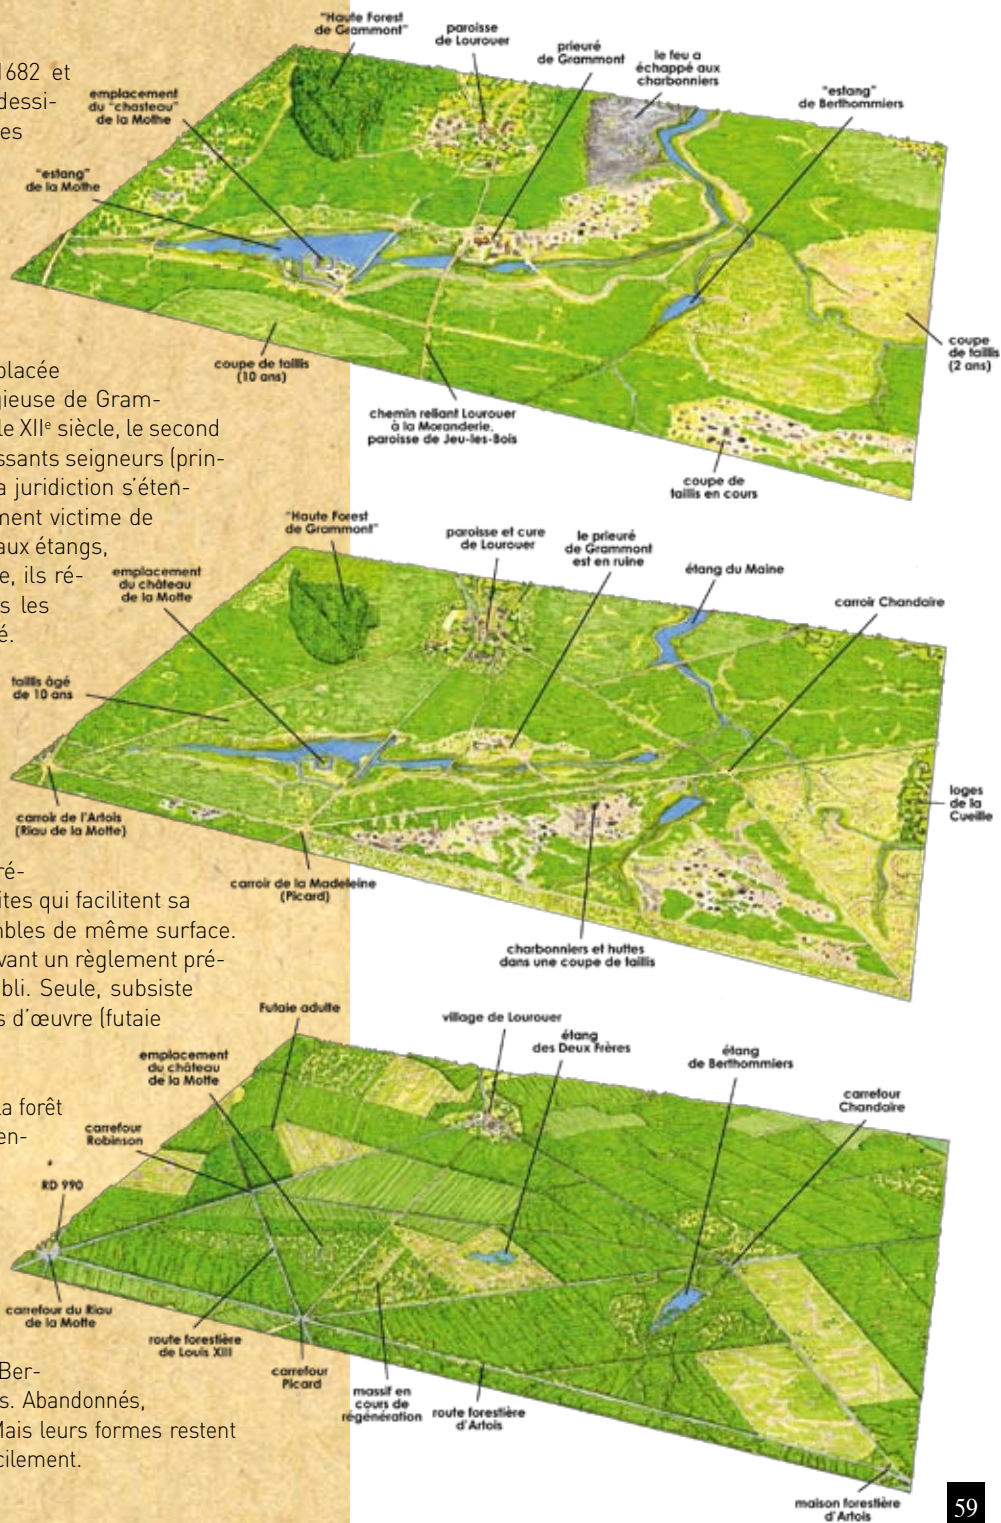 1682 et
dessi-
es
placée
gieuse de Gram-
le XIIᵉ siècle, le second
ssants seigneurs (prin-
a juridiction s'éten-
ment victime de
aux étangs,
e, ils ré-
s les
é.
ré-
ites qui facilitent sa
mbles de même surface.
vant un règlement pré-
bli. Seule, subsiste
s d'œuvre (futaie
la forêt
en-
Ber-
s. Abandonnés,
Mais leurs formes restent
cilement.
"Haute Forest
de Grammont"
paroisse
de Lourouer
prieuré
de Grammont
le feu a
échappé aux
charbonniers
"estang"
de Berthommiers
emplacement
du "chasteau"
de la Mothe
"estang"
de la Mothe
coupe de taillis
(10 ans)
chemin reliant Lourouer
à la Moranderie,
paroisse de Jeu-les-Bois
coupe de
taillis en cours
coupe
de taillis
(2 ans)
"Haute Forest
de Grammont"
paroisse et cure
de Lourouer
le prieuré
de Grammont
est en ruine
étang du Maine
carroir Chandaire
emplacement
du château
de la Motte
taillis âgé
de 10 ans
carroir de l'Artois
(Riau de la Motte)
carroir de la Madeleine
(Picard)
charbonniers et huttes
dans une coupe de taillis
loges
de la
Cueille
Futaie adulte
village de Lourouer
étang
des Deux Frères
étang
de Berthommiers
carrefour
Chandaire
emplacement
du château
de la Motte
carrefour
Robinson
RD 990
carrefour du Riau
de la Motte
route forestière
de Louis XIII
carrefour
Picard
massif en
cours de
régénération
route forestière
d'Artois
maison forestière
d'Artois
59